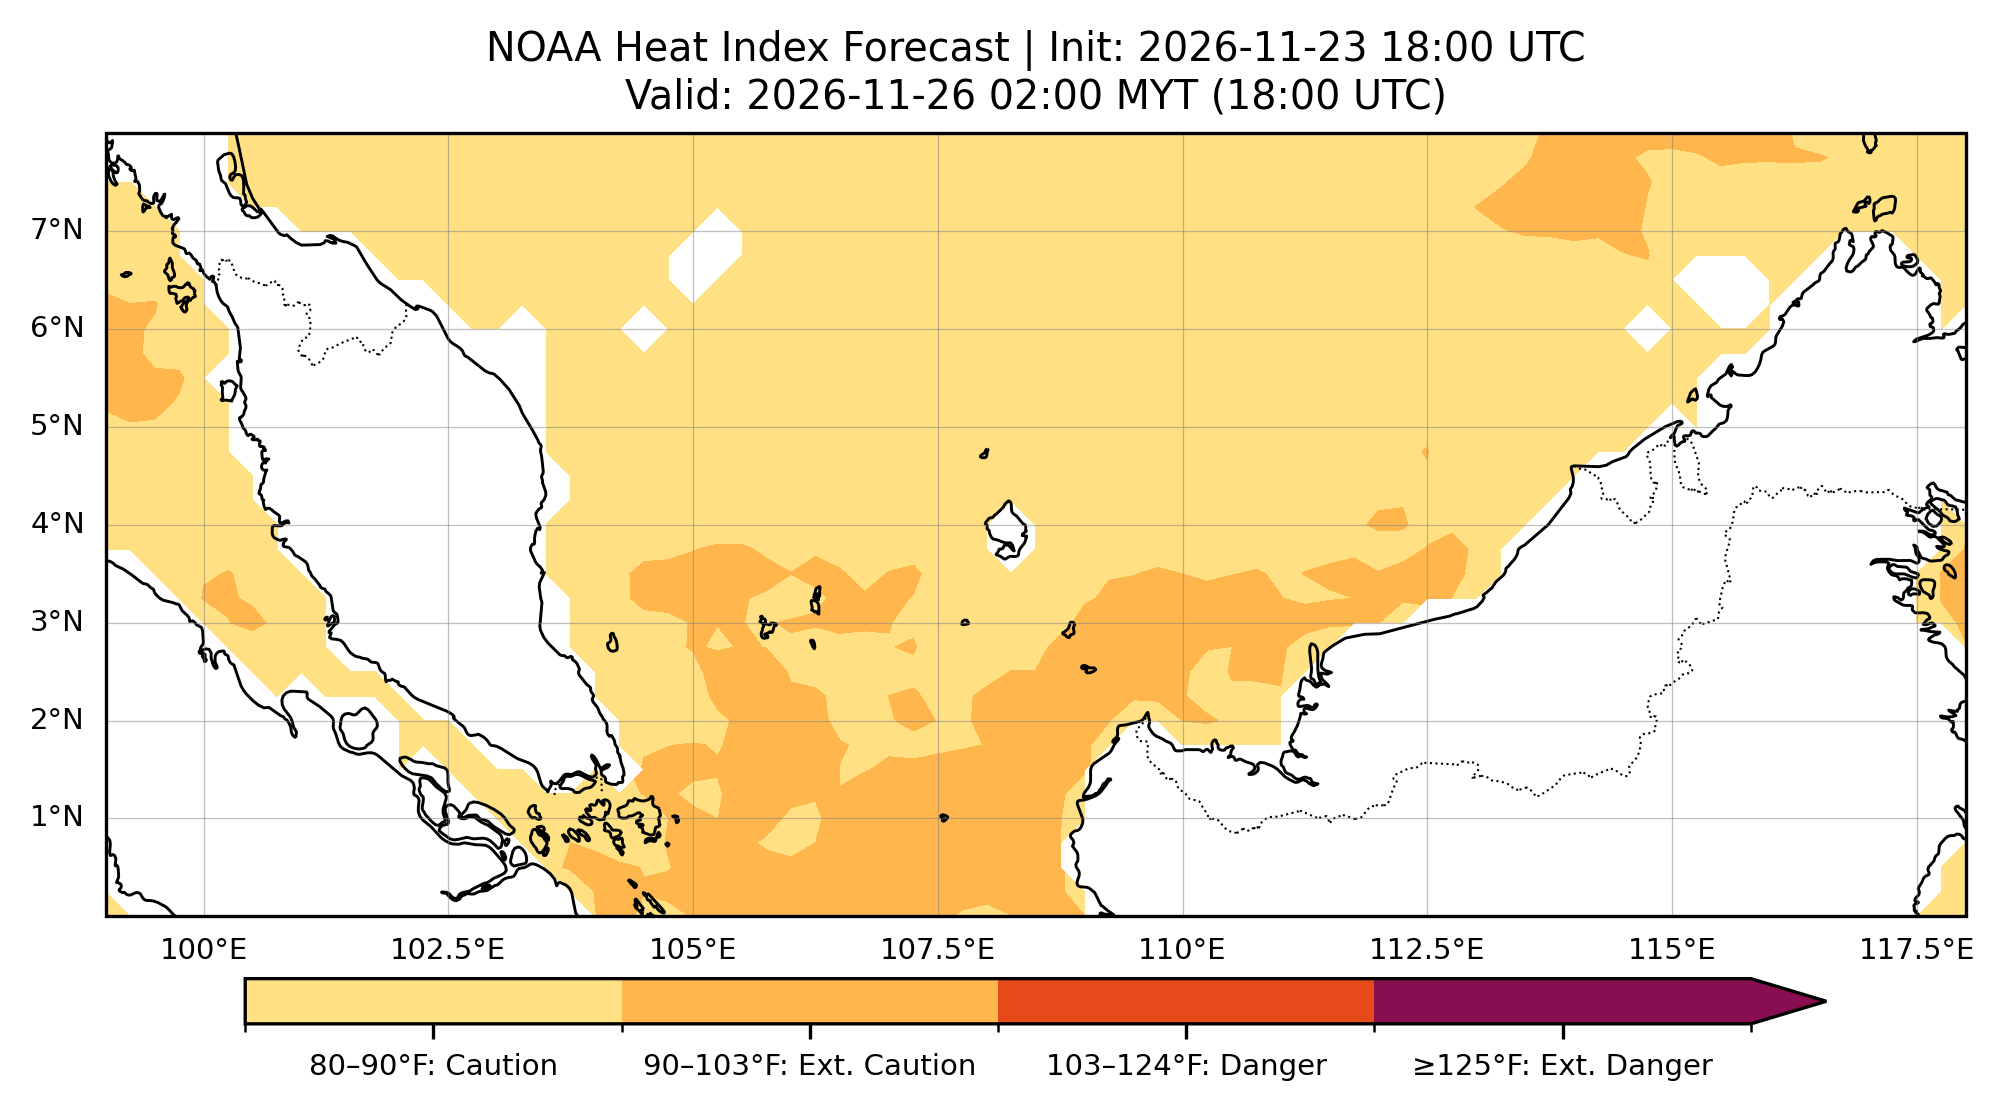 NOAA Heat Index Forecast | Init: 2026-11-23 18:00 UTC
Valid: 2026-11-26 02:00 MYT (18:00 UTC)
7°N
6°N
5°N
4°N
3°N
2°N
1°N
100°E
102.5°E
105°E
107.5°E
110°E
112.5°E
115°E
117.5°E
80–90°F: Caution
90–103°F: Ext. Caution
103–124°F: Danger
≥125°F: Ext. Danger